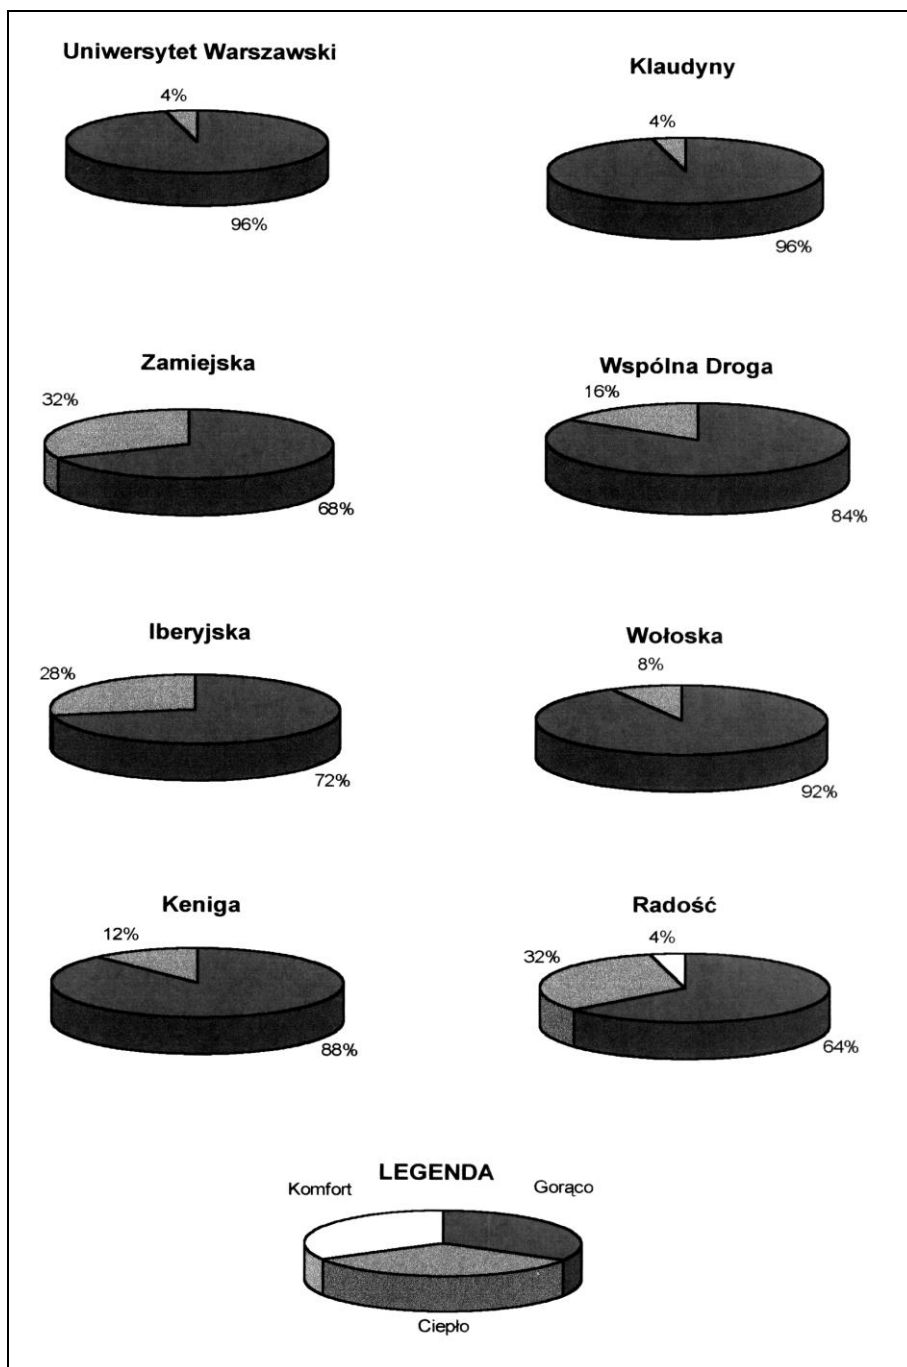 Uniwersytet Warszawski
4%
96%
Klaudyny
4%
96%
Zamiejska
32%
68%
Wspólna Droga
16%
84%
Iberyjska
28%
72%
Wołoska
8%
92%
Keniga
12%
88%
Radość
4%
32%
64%
LEGENDA
Komfort
Gorąco
Ciepło